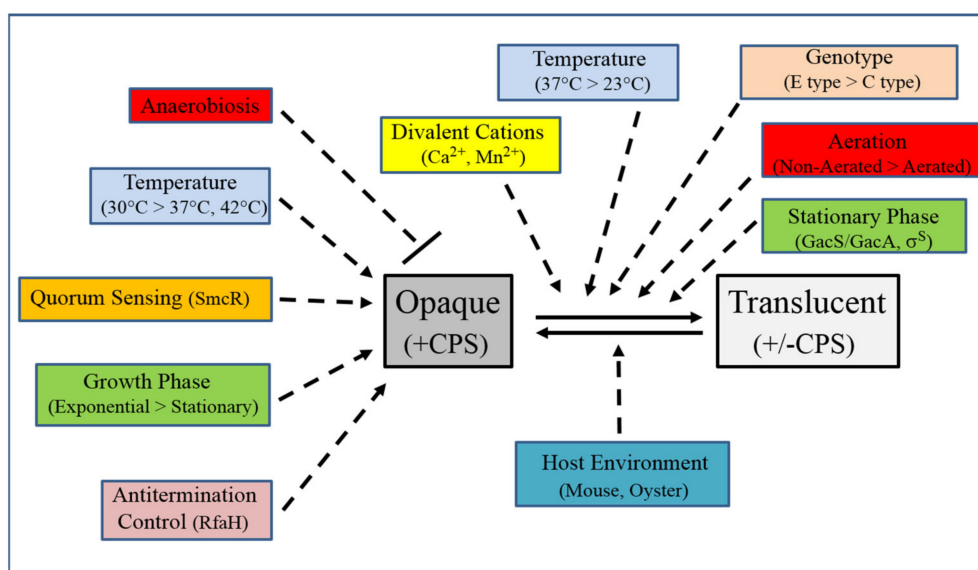 Anaerobiosis
Temperature
(30°C > 37°C, 42°C)
Quorum Sensing (SmcR)
Growth Phase
(Exponential > Stationary)
Antitermination
Control (RfaH)
Divalent Cations
(Ca²⁺, Mn²⁺)
Temperature
(37°C > 23°C)
Genotype
(E type > C type)
Aeration
(Non-Aerated > Aerated)
Stationary Phase
(GacS/GacA, σˢ)
Opaque
(+CPS)
Translucent
(+/-CPS)
Host Environment
(Mouse, Oyster)